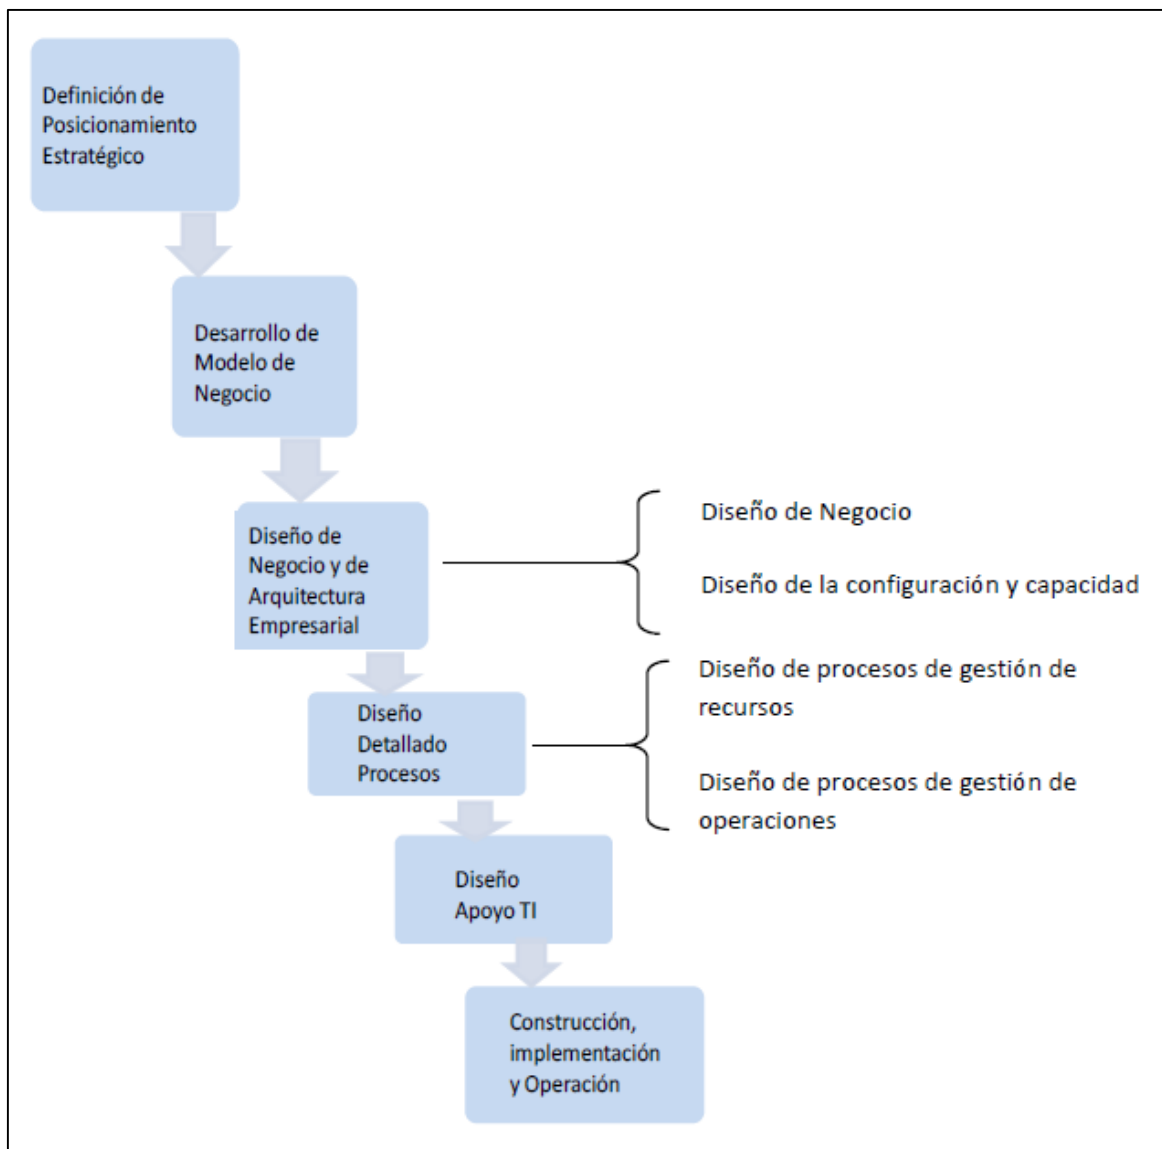 Definición de
Posicionamiento
Estratégico
Desarrollo de
Modelo de
Negocio
Diseño de
Negocio y de
Arquitectura
Empresarial
Diseño de Negocio
Diseño de la configuración y capacidad
Diseño
Detallado
Procesos
Diseño de procesos de gestión de
recursos
Diseño de procesos de gestión de
operaciones
Diseño
Apoyo TI
Construcción,
implementación
y Operación